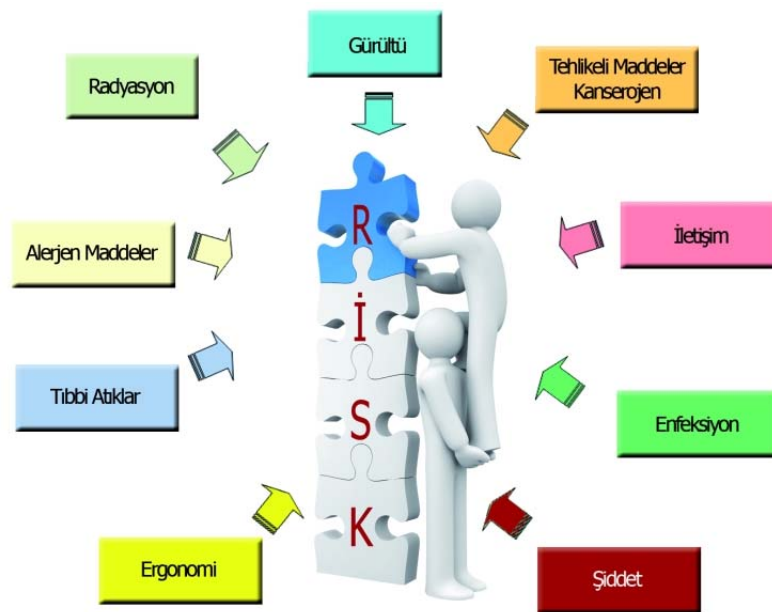 Gürültü
Radyasyon
Tehlikeli Maddeler
Kanserojen
Alerjen Maddeler
İletişim
Tıbbi Atıklar
Enfeksiyon
Ergonomi
Şiddet
R
İ
S
K